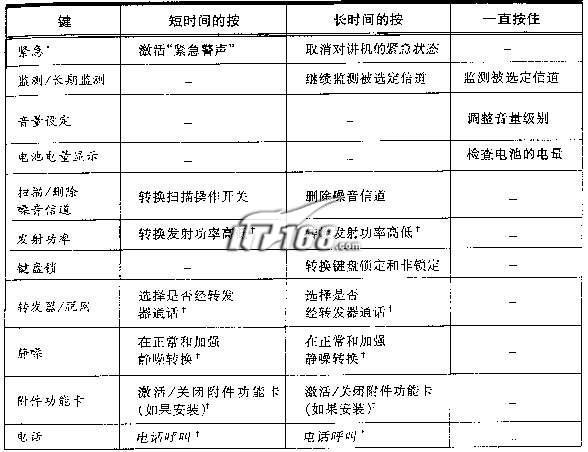 键 短时间的按 长时间的按 一直按住
紧急* 激活“紧急警声” 取消对讲机的紧急状态 –
监测/长期监测 – 继续监测被选定信道 监测被选定信道
音量设定 – – 调整音量级别
电池电量显示 – – 检查电池的电量
扫描/删除
噪音信道 转换扫描操作开关 删除噪音信道 –
发射功率 转换发射功率高低† 发射功率高低† –
IT168.com
键盘锁 – 转换键盘锁定和非锁定 –
转发器/脱网 选择是否经转发
器通话† 选择是否
经转发器通话† –
静噪 在正常和加强
静噪转换† 在正常和加强
静噪转换† –
附件功能卡 激活/关闭附件功能卡
(如果安装)† 激活/关闭附件功能卡
(如果安装)† –
电话 电话呼叫† 电话呼叫† –